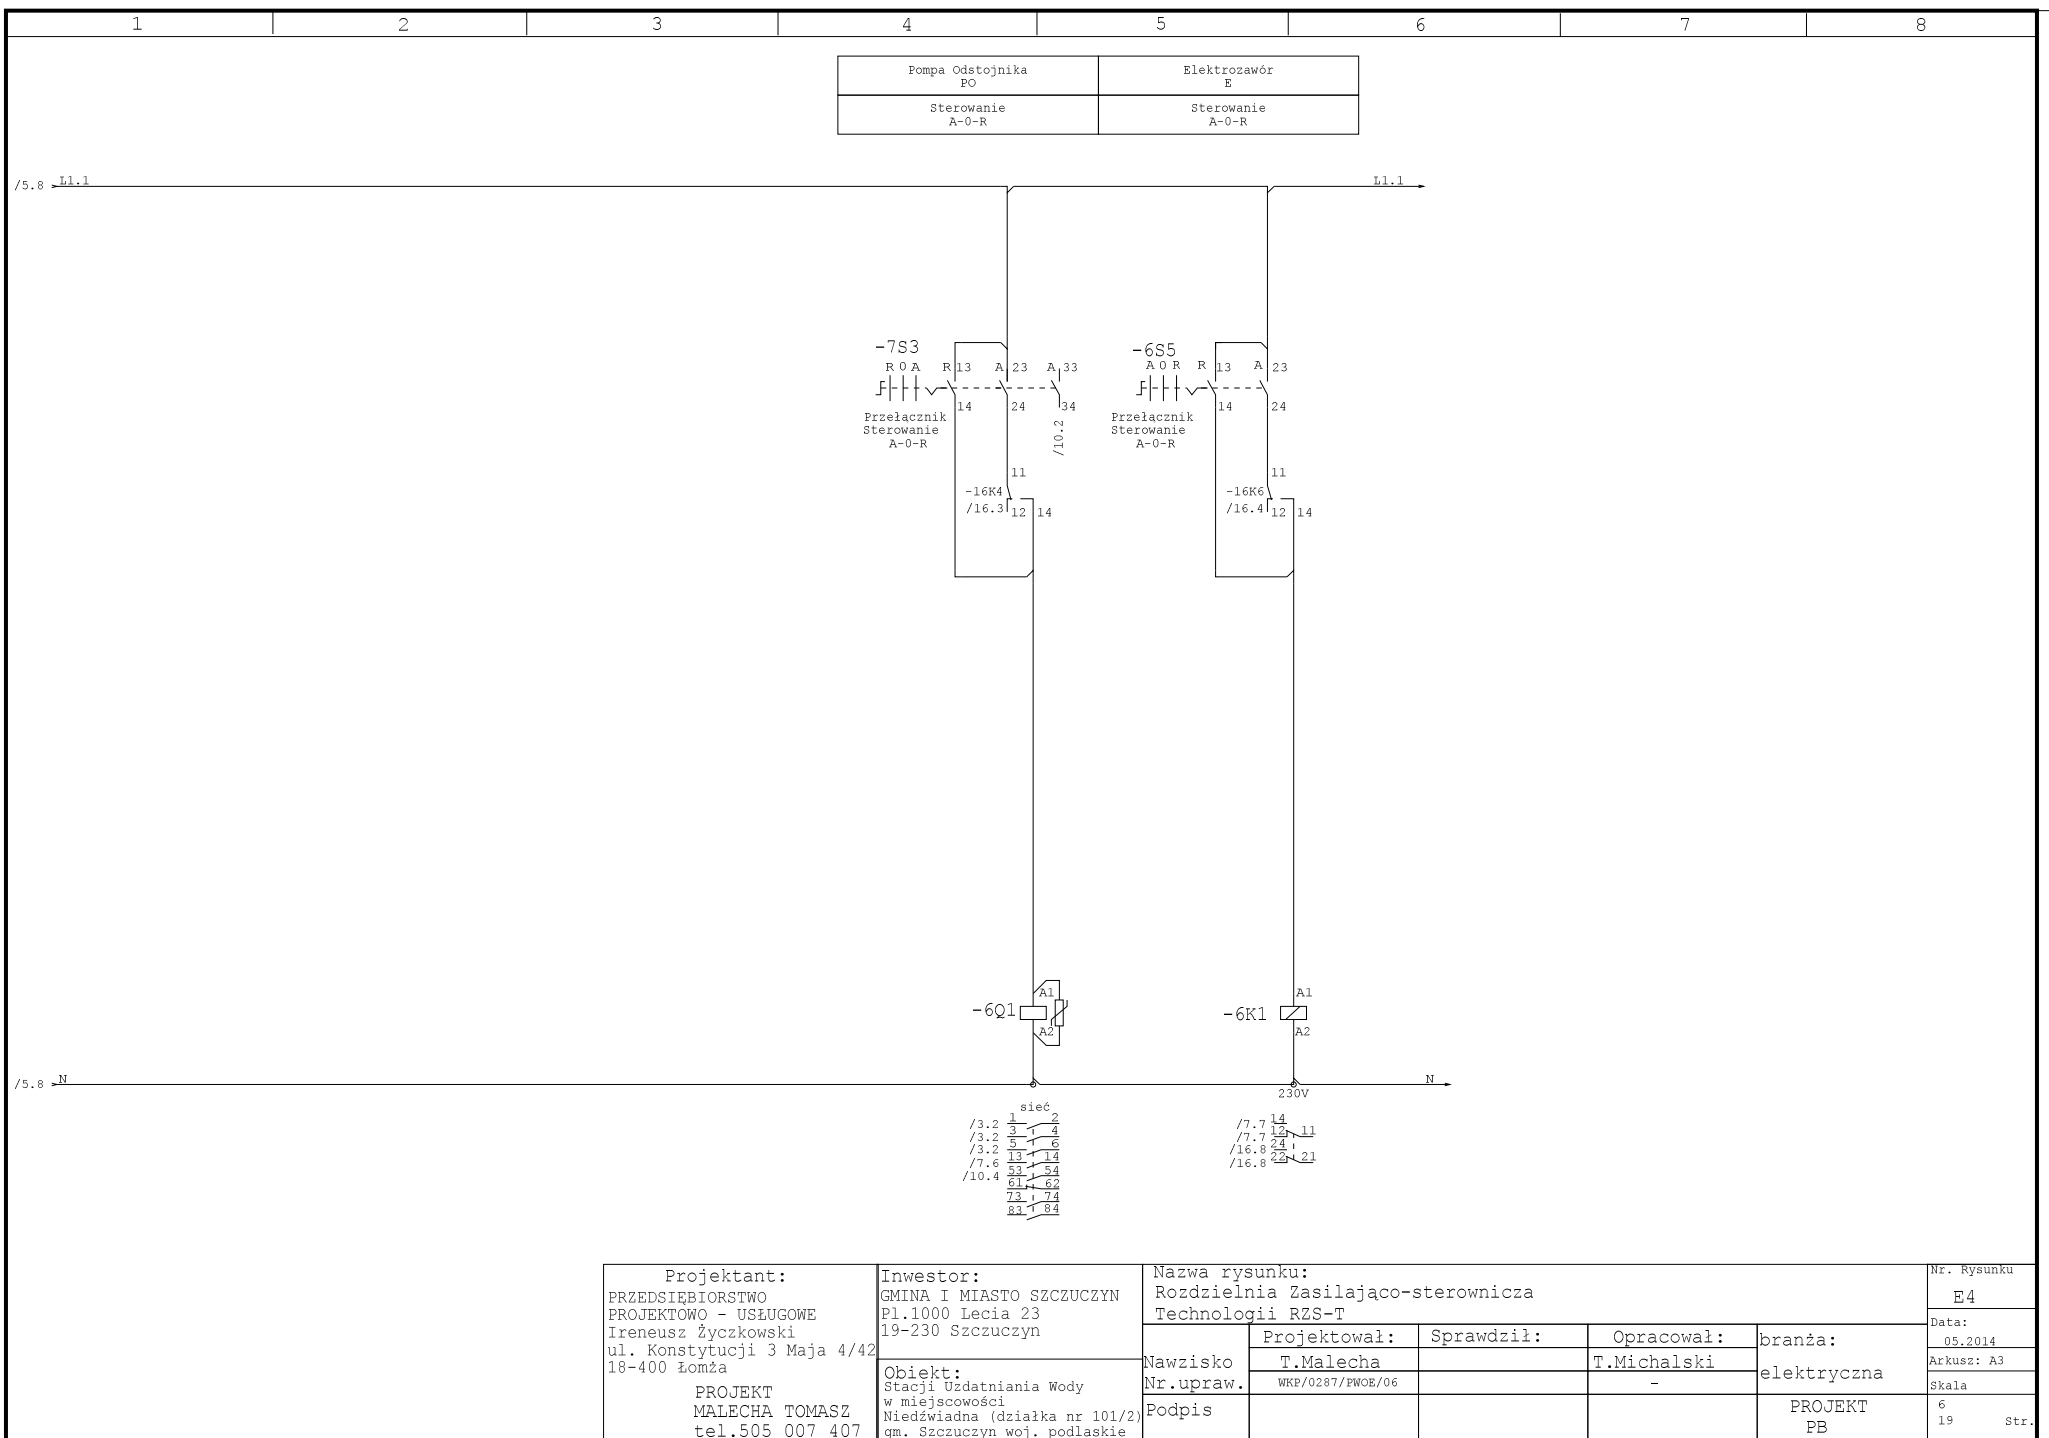 1 2 3 4 5 6 7 8
Pompa Odstojnika
PO
Elektrozawór
E
Sterowanie
A-0-R
Sterowanie
A-0-R
/5.8 L1.1
L1.1
-7S3
R 0 A
R 13
A 23
A 33
14
24
34
/10.2
Przełącznik
Sterowanie
A-0-R
-6S5
A 0 R
R 13
A 23
14
24
Przełącznik
Sterowanie
A-0-R
11
-16K4
/16.3
12 14
11
-16K6
/16.4
12 14
A1
-6Q1
A2
A1
-6K1
A2
/5.8 N
N
230V
sieć
/3.2 1 2
/3.2 3 4
/3.2 5 6
/7.6 13 14
/10.4 53 54
61 62
73 74
83 84
/7.7 14
/7.7 12 11
/16.8 24
/16.8 22 21
Projektant:
PRZEDSIĘBIORSTWO
PROJEKTOWO - USŁUGOWE
Ireneusz Życzkowski
ul. Konstytucji 3 Maja 4/42
18-400 Łomża
PROJEKT
MALECHA TOMASZ
tel.505 007 407
Inwestor:
GMINA I MIASTO SZCZUCZYN
Pl.1000 Lecia 23
19-230 Szczuczyn
Obiekt:
Stacji Uzdatniania Wody
w miejscowości
Niedźwiadna (działka nr 101/2)
gm. Szczuczyn woj. podlaskie
Nazwa rysunku:
Rozdzielnia Zasilająco-sterownicza
Technologii RZS-T
Projektował: Sprawdził: Opracował:
Nawzisko T.Malecha T.Michalski
Nr.upraw. WKP/0287/PWOE/06 -
Podpis
branża:
elektryczna
PROJEKT
PB
Nr. Rysunku
E4
Data:
05.2014
Arkusz: A3
Skala
6
19 Str.